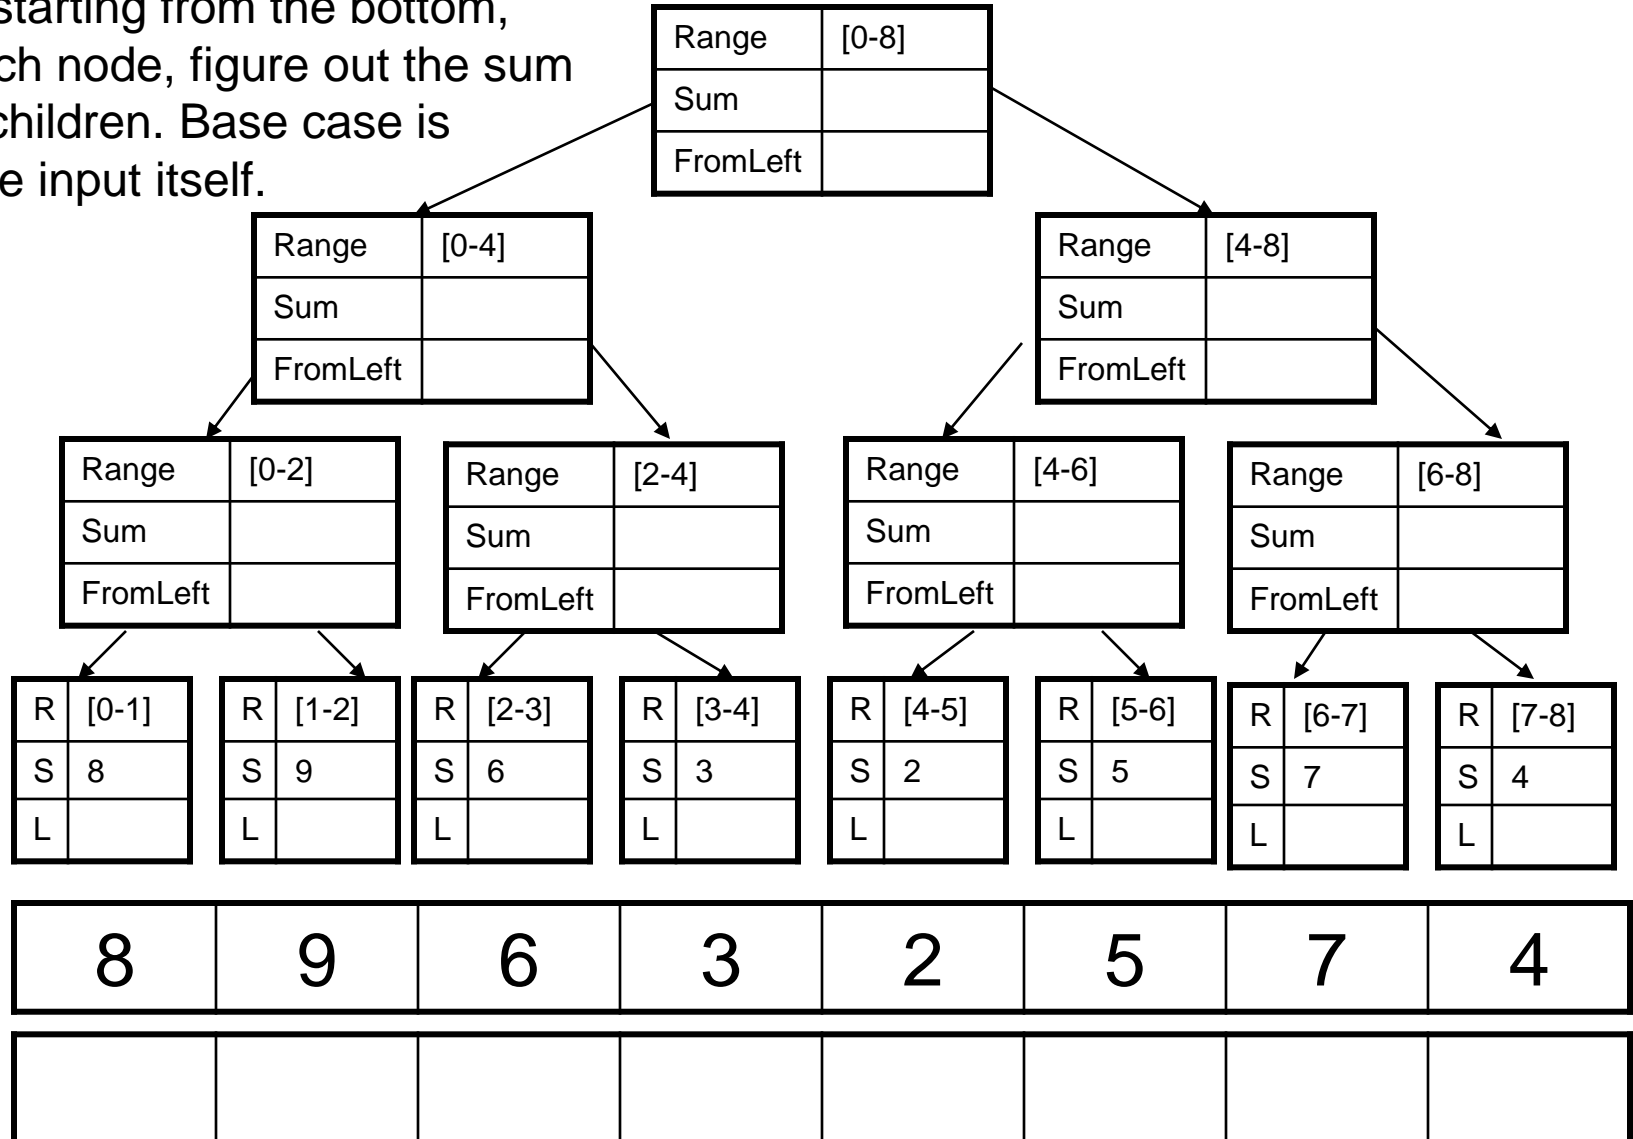 starting from the bottom,
ch node, figure out the sum
children. Base case is
e input itself.
Range [0-8]
Sum
FromLeft
Range [0-4]
Sum
FromLeft
Range [4-8]
Sum
FromLeft
Range [0-2]
Sum
FromLeft
Range [2-4]
Sum
FromLeft
Range [4-6]
Sum
FromLeft
Range [6-8]
Sum
FromLeft
R [0-1]
S 8
L
R [1-2]
S 9
L
R [2-3]
S 6
L
R [3-4]
S 3
L
R [4-5]
S 2
L
R [5-6]
S 5
L
R [6-7]
S 7
L
R [7-8]
S 4
L
8 9 6 3 2 5 7 4